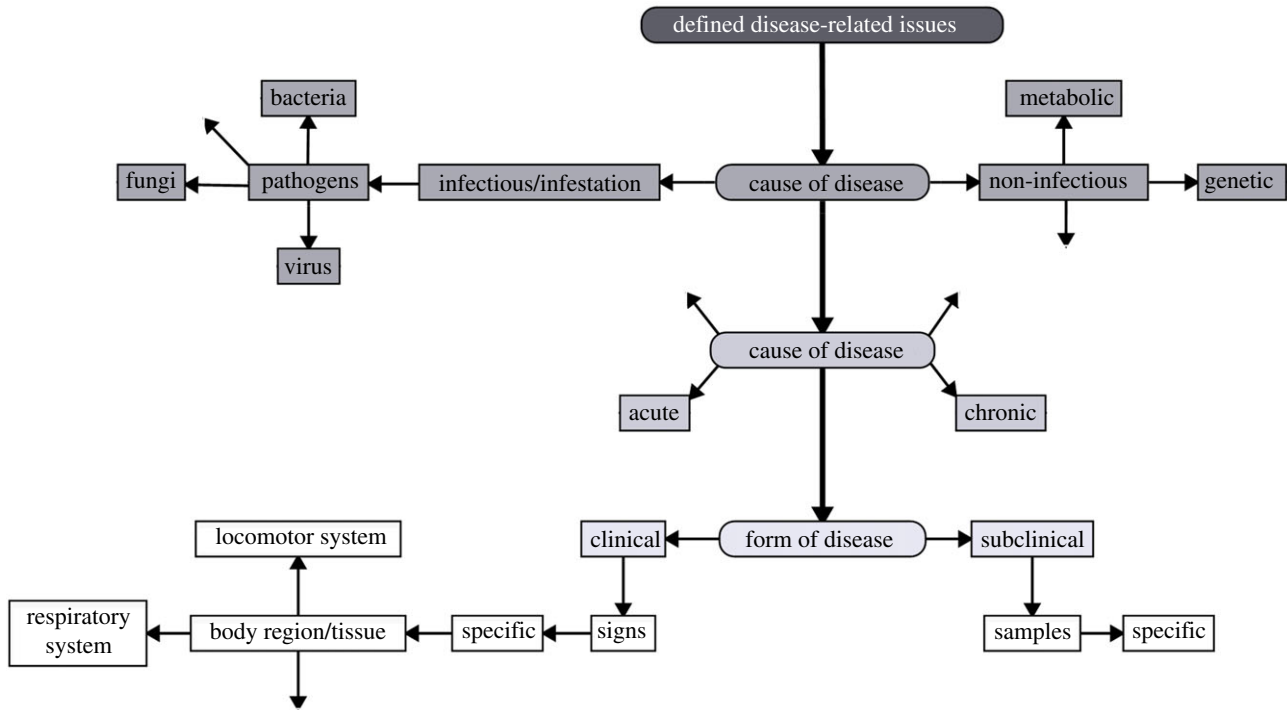 defined disease-related issues
bacteria
metabolic
fungi
pathogens
infectious/infestation
cause of disease
non-infectious
genetic
virus
cause of disease
acute
chronic
locomotor system
clinical
form of disease
subclinical
respiratory
system
body region/tissue
specific
signs
samples
specific